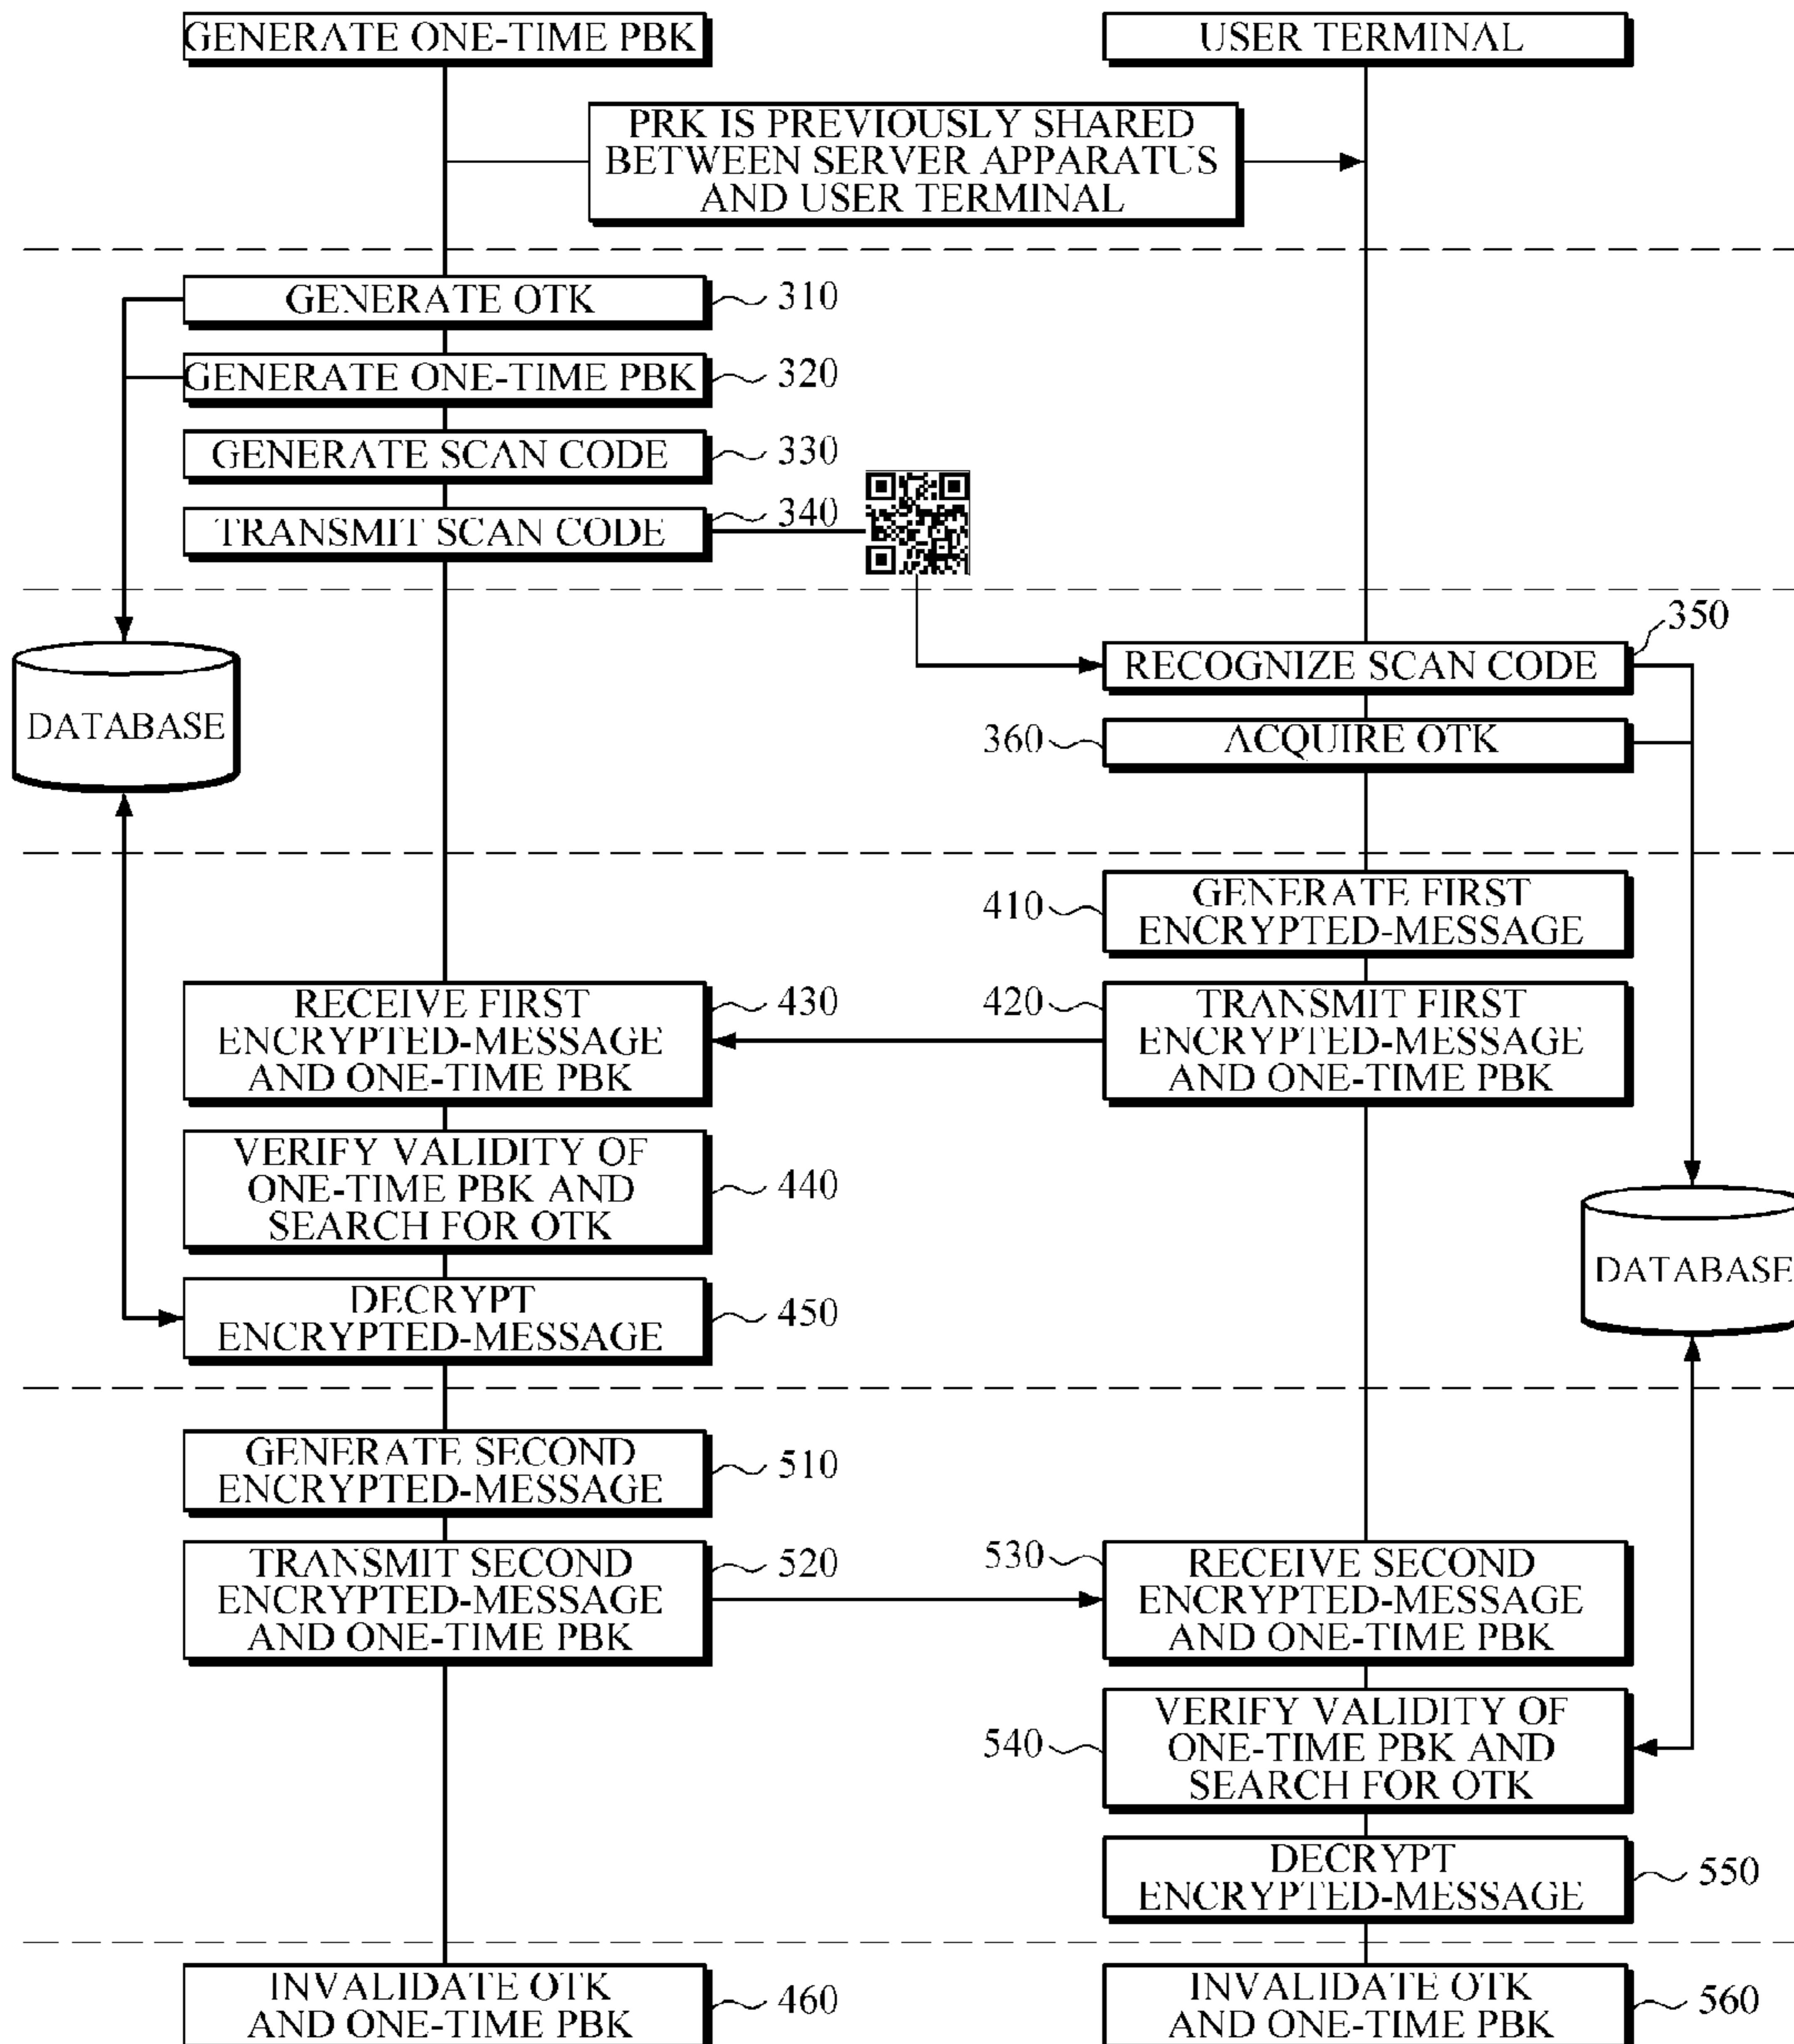 GENERATE ONE-TIME PBK
USER TERMINAL
PRK IS PREVIOUSLY SHARED
BETWEEN SERVER APPARATUS
AND USER TERMINAL
GENERATE OTK
310
GENERATE ONE-TIME PBK
320
GENERATE SCAN CODE
330
TRANSMIT SCAN CODE
340
350
RECOGNIZE SCAN CODE
DATABASE
360
ACQUIRE OTK
410
GENERATE FIRST
ENCRYPTED-MESSAGE
RECEIVE FIRST
ENCRYPTED-MESSAGE
AND ONE-TIME PBK
430
420
TRANSMIT FIRST
ENCRYPTED-MESSAGE
AND ONE-TIME PBK
VERIFY VALIDITY OF
ONE-TIME PBK AND
SEARCH FOR OTK
440
DATABASE
DECRYPT
ENCRYPTED-MESSAGE
450
GENERATE SECOND
ENCRYPTED-MESSAGE
510
TRANSMIT SECOND
ENCRYPTED-MESSAGE
AND ONE-TIME PBK
520
530
RECEIVE SECOND
ENCRYPTED-MESSAGE
AND ONE-TIME PBK
540
VERIFY VALIDITY OF
ONE-TIME PBK AND
SEARCH FOR OTK
DECRYPT
ENCRYPTED-MESSAGE
550
INVALIDATE OTK
AND ONE-TIME PBK
460
INVALIDATE OTK
AND ONE-TIME PBK
560